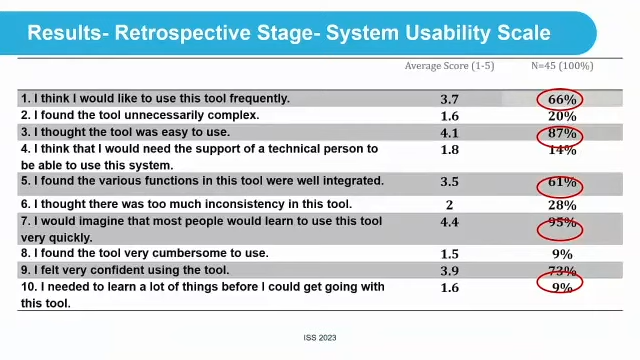 Results- Retrospective Stage- System Usability Scale
Average Score (1-5) N=45 (100%)
1. I think I would like to use this tool frequently. 3.7 66%
2. I found the tool unnecessarily complex. 1.6 20%
3. I thought the tool was easy to use. 4.1 87%
4. I think that I would need the support of a technical person to 1.8 14%
be able to use this system.
5. I found the various functions in this tool were well integrated. 3.5 61%
6. I thought there was too much inconsistency in this tool. 2 28%
7. I would imagine that most people would learn to use this tool 4.4 95%
very quickly.
8. I found the tool very cumbersome to use. 1.5 9%
9. I felt very confident using the tool. 3.9 73%
10. I needed to learn a lot of things before I could get going with 1.6 9%
this tool.
ISS 2023